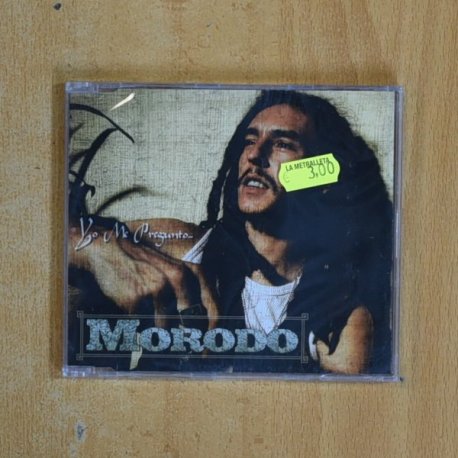 LA METRALLETA
€ 3,00
Yo Me Pregunto...
MORODO